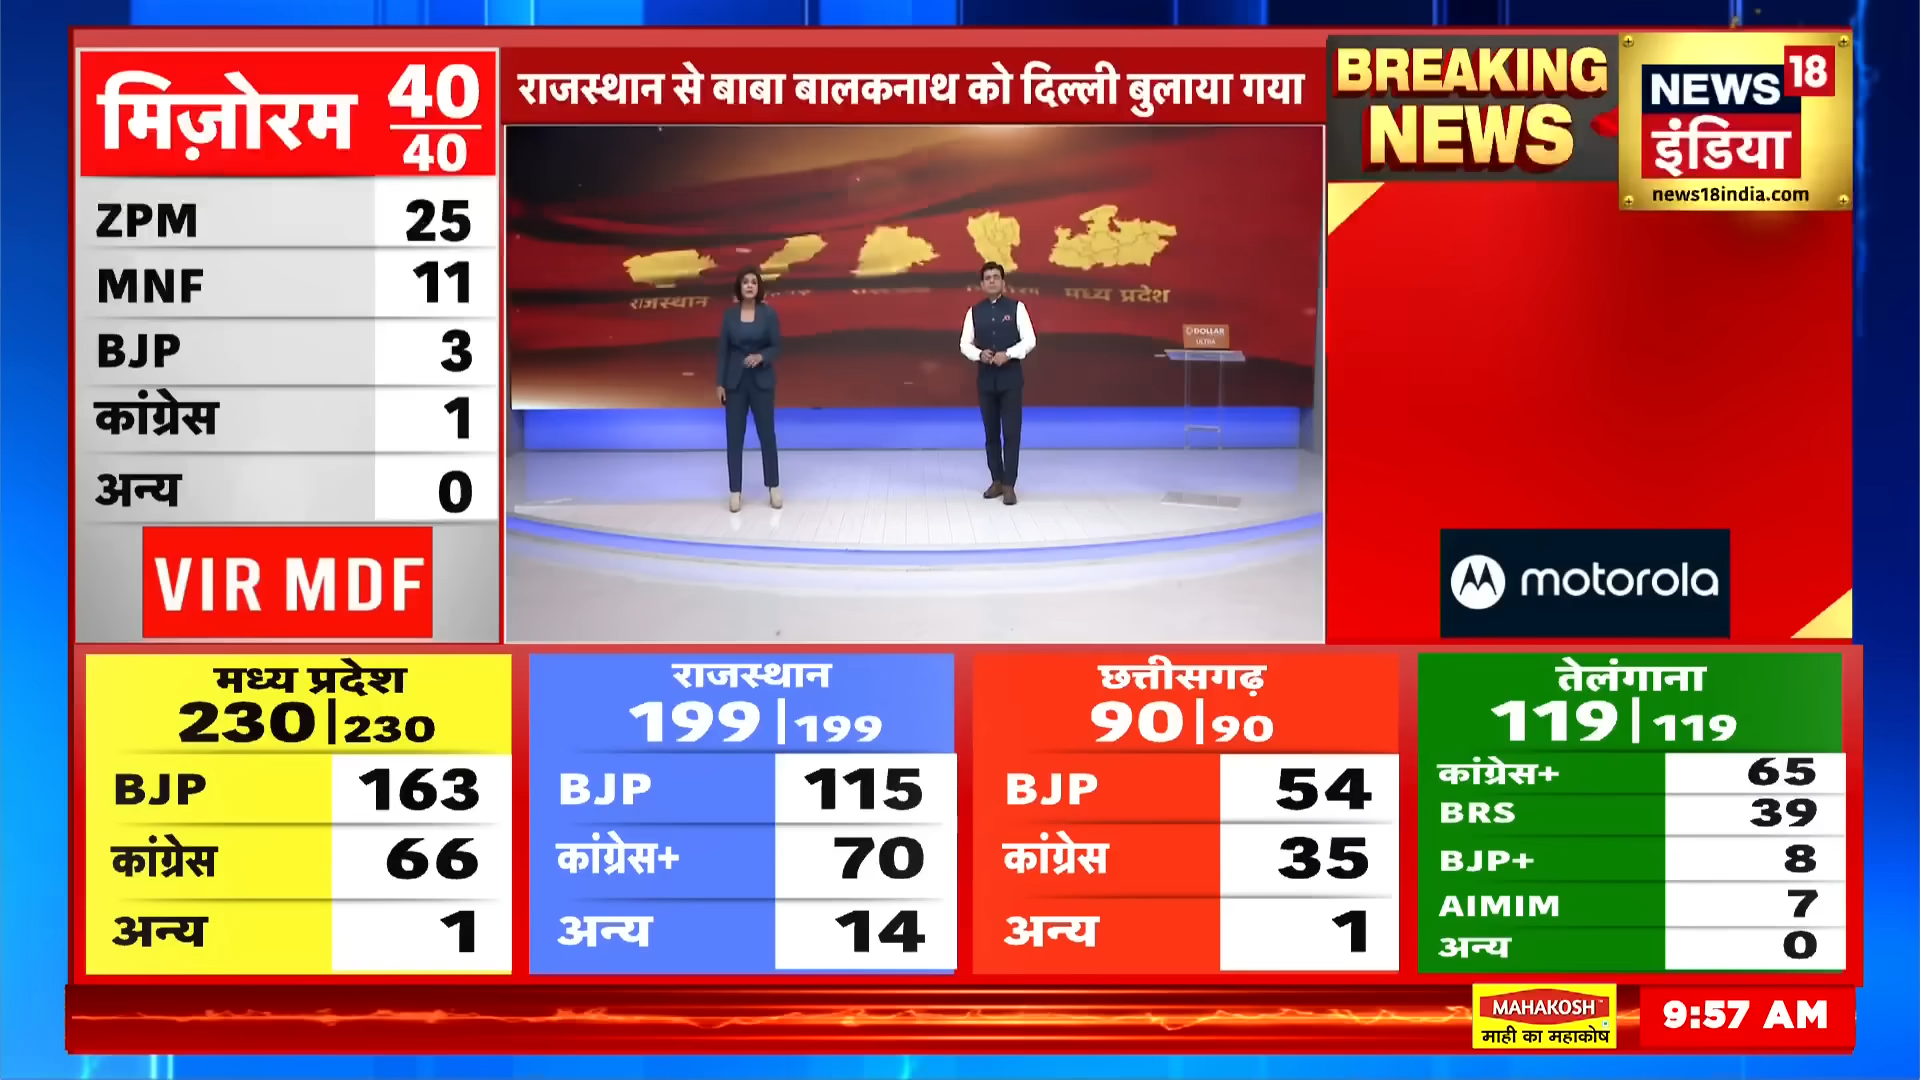 मिज़ोरम
40
40
ZPM 25
MNF 11
BJP 3
कांग्रेस 1
अन्य 0
VIR MDF
राजस्थान से बाबा बालकनाथ को दिल्ली बुलाया गया
राजस्थान
मध्य प्रदेश
DOLLAR
ULTRA
BREAKING
NEWS
NEWS 18
इंडिया
news18india.com
motorola
मध्य प्रदेश
230|230
BJP 163
कांग्रेस 66
अन्य 1
राजस्थान
199|199
BJP 115
कांग्रेस+ 70
अन्य 14
छत्तीसगढ़
90|90
BJP 54
कांग्रेस 35
अन्य 1
तेलंगाना
119|119
कांग्रेस+ 65
BRS 39
BJP+ 8
AIMIM 7
अन्य 0
MAHAKOSH
माही का महाकोष
9:57 AM